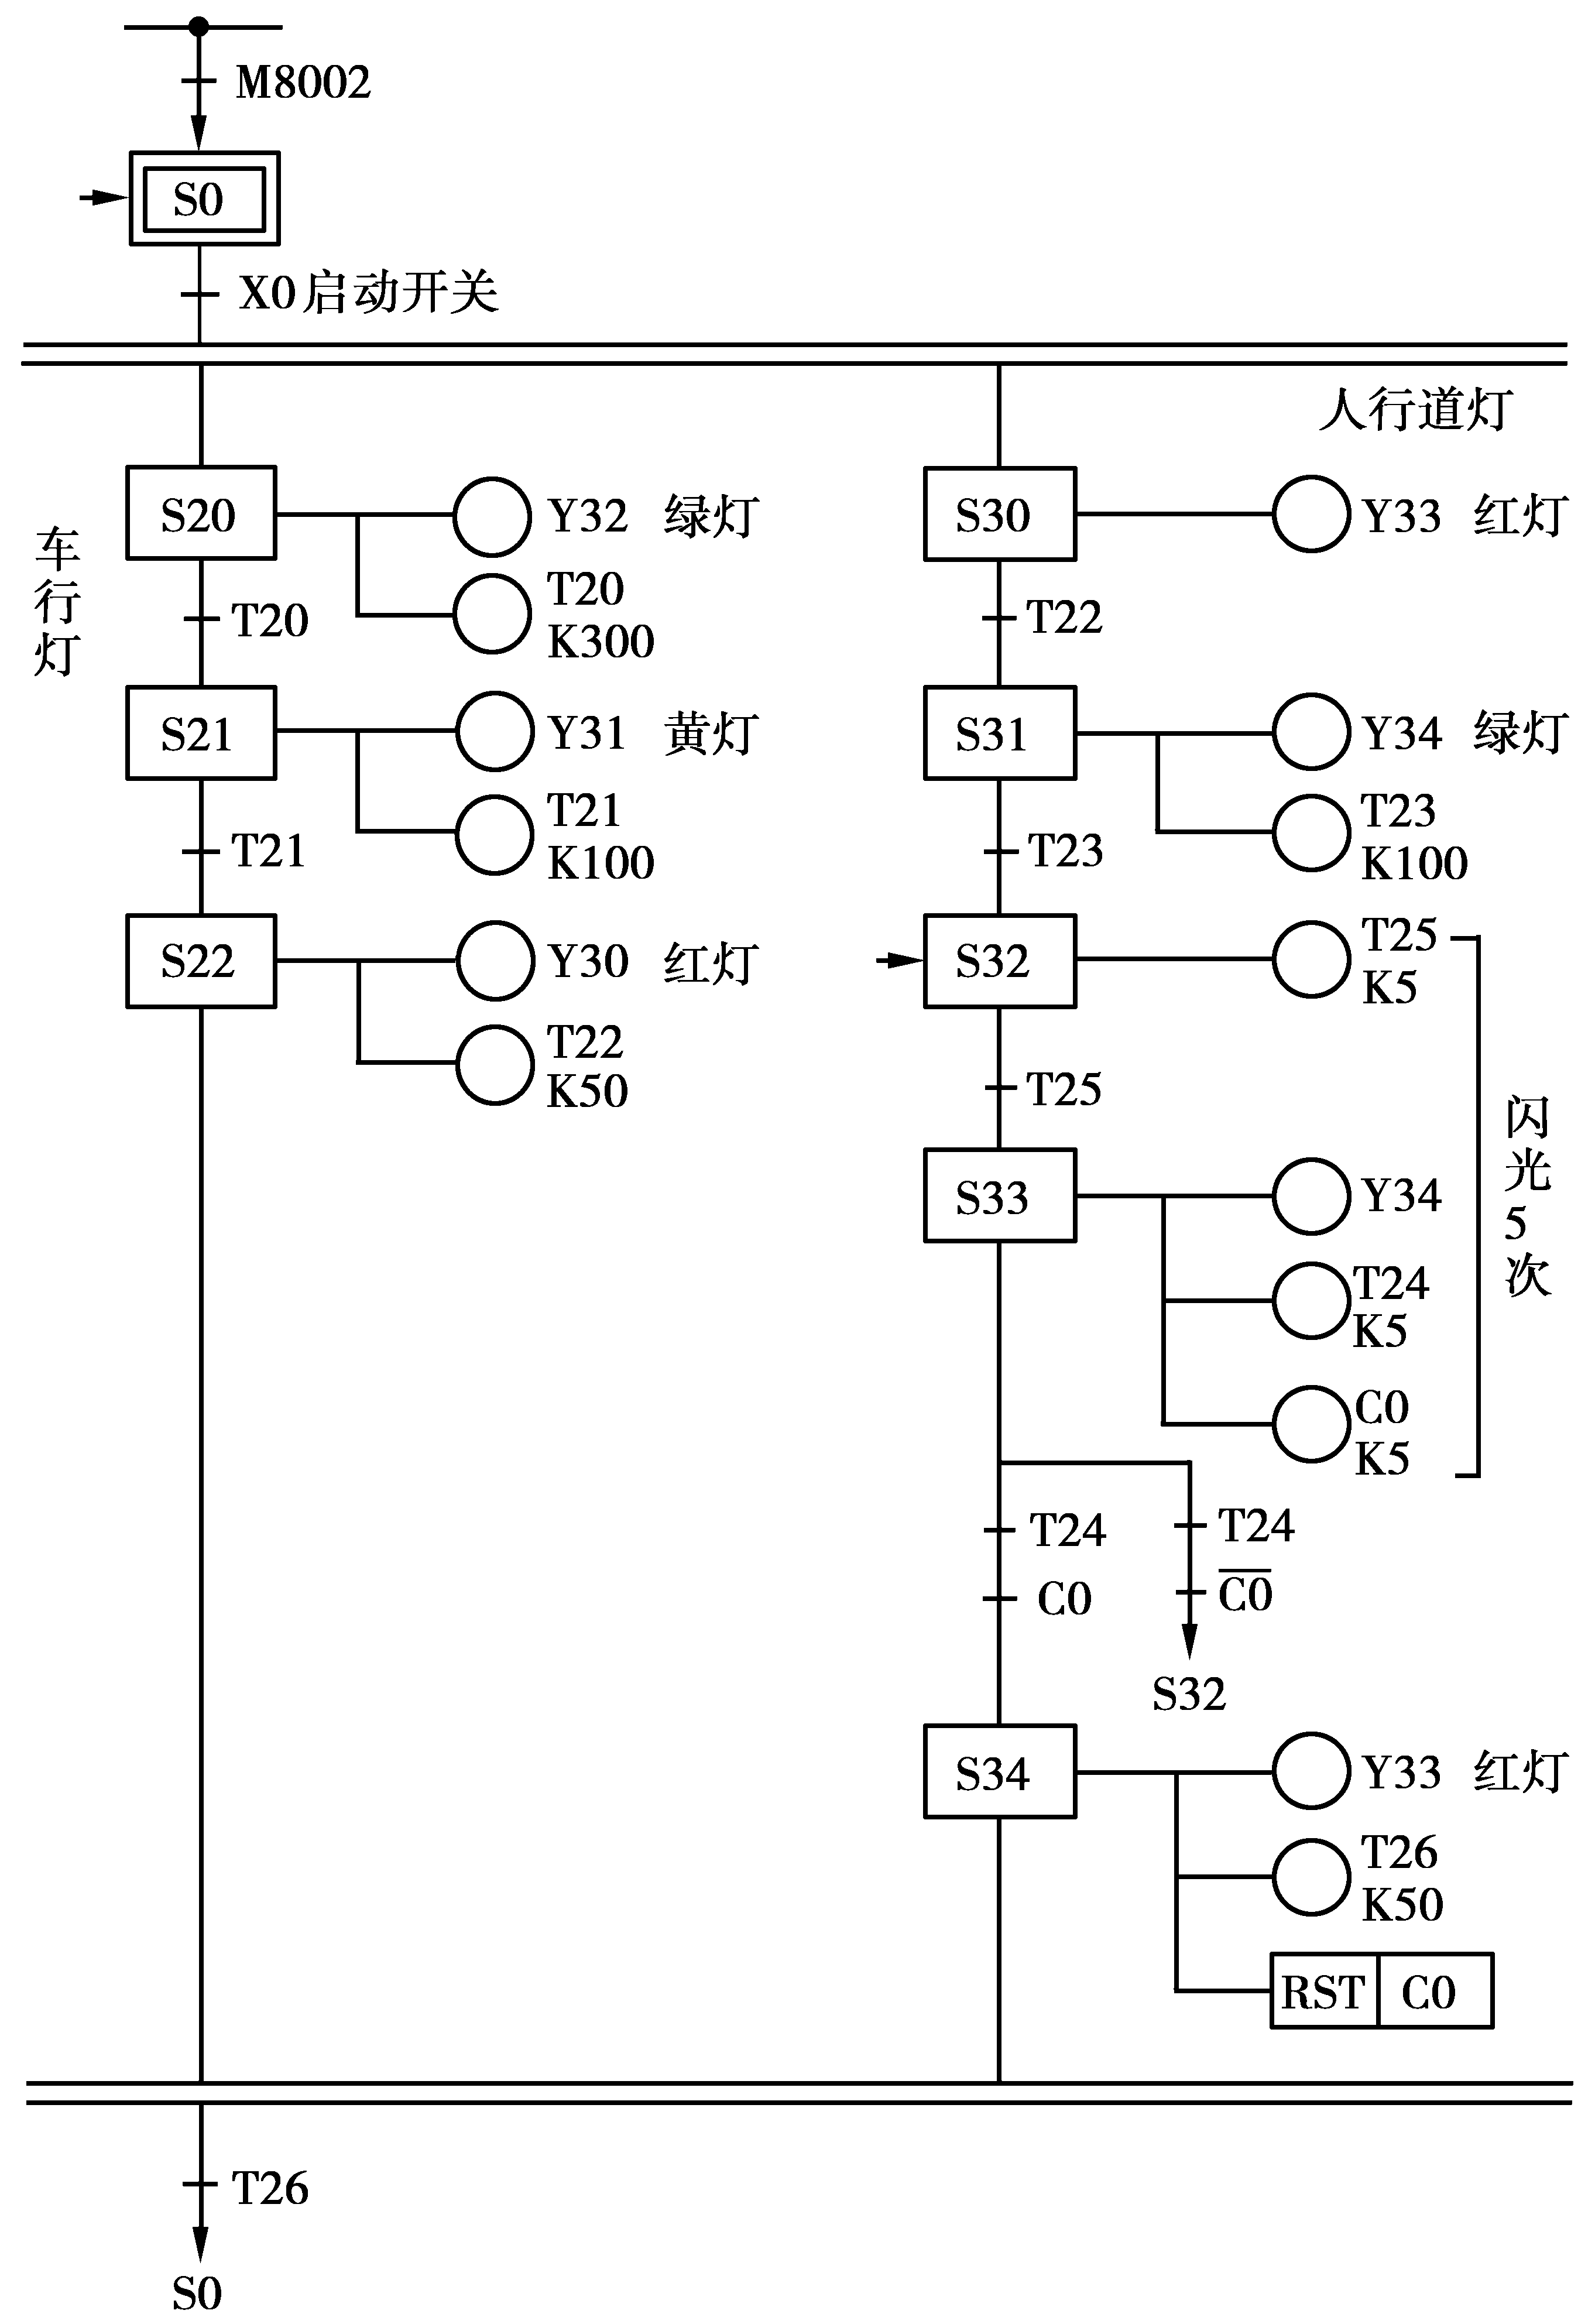 M8002
S0
X0启动开关
人行道灯
车行灯
S20
Y32 绿灯
T20
K300
T20
S21
Y31 黄灯
T21
K100
T21
S22
Y30 红灯
T22
K50
S30
Y33 红灯
T22
S31
Y34 绿灯
T23
K100
T23
S32
T25
K5
T25
S33
Y34
T24
K5
C0
K5
闪光5次
T24
C0
T24
C̅0̅
S32
S34
Y33 红灯
T26
K50
RST C0
T26
S0